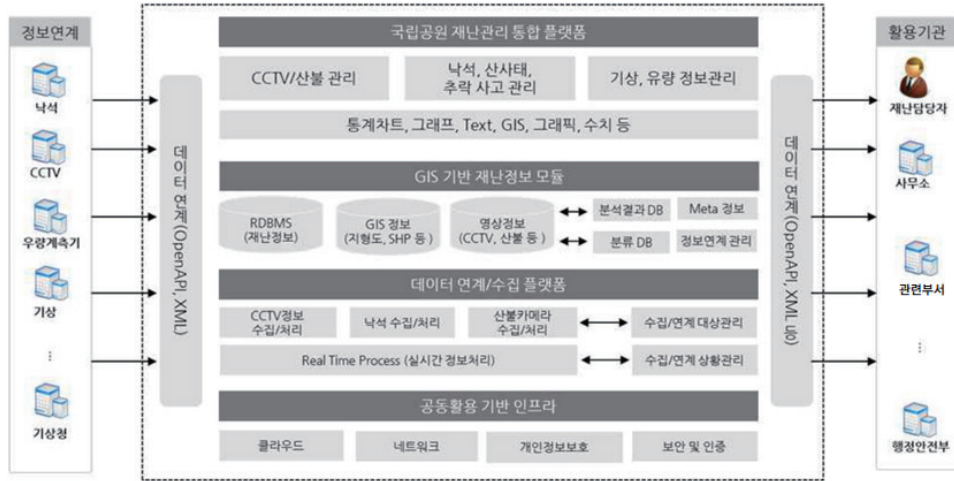 정보연계
낙석
CCTV
우량계측기
기상
⋮
기상청
데이터 연계(OpenAPI, XML)
국립공원 재난관리 통합 플랫폼
CCTV/산불 관리
낙석, 산사태,
추락 사고 관리
기상, 유량 정보관리
통계차트, 그래프, Text, GIS, 그래픽, 수치 등
GIS 기반 재난정보 모듈
RDBMS
(재난정보)
GIS 정보
(지형도, SHP 등 )
영상정보
(CCTV, 산불 등 )
분석결과 DB
Meta 정보
분류 DB
정보연계 관리
데이터 연계/수집 플랫폼
CCTV정보
수집/처리
낙석 수집/처리
산불카메라
수집/처리
수집/연계 대상관리
Real Time Process (실시간 정보처리)
수집/연계 상황관리
공동활용 기반 인프라
클라우드
네트워크
개인정보보호
보안 및 인증
데이터 연계(OpenAPI, XML
활용기관
재난담당자
사무소
관련부서
⋮
행정안전부